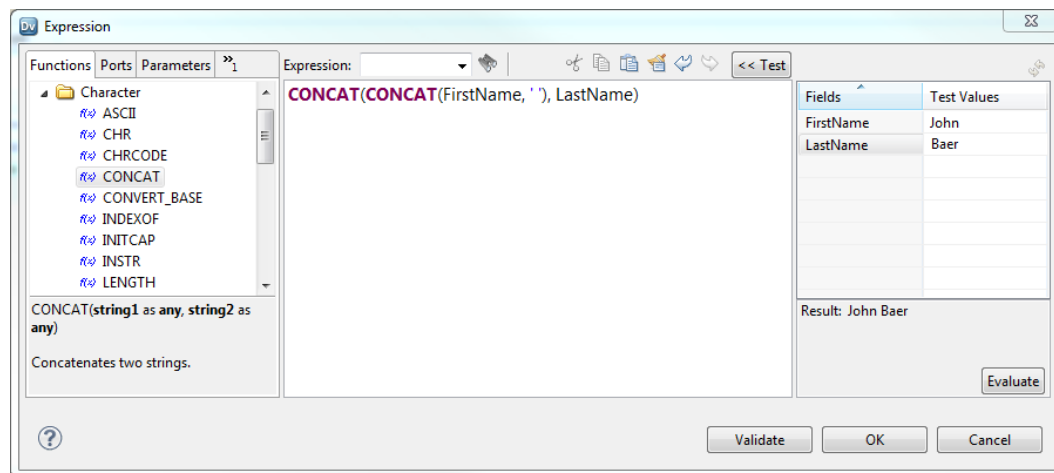 Dv Expression
Functions Ports Parameters »1
Expression:
<< Test
Character
f(x) ASCII
f(x) CHR
f(x) CHRCODE
f(x) CONCAT
f(x) CONVERT_BASE
f(x) INDEXOF
f(x) INITCAP
f(x) INSTR
f(x) LENGTH
CONCAT(string1 as any, string2 as
any)
Concatenates two strings.
CONCAT(CONCAT(FirstName, ' '), LastName)
Fields Test Values
FirstName John
LastName Baer
Result: John Baer
Evaluate
?
Validate OK Cancel